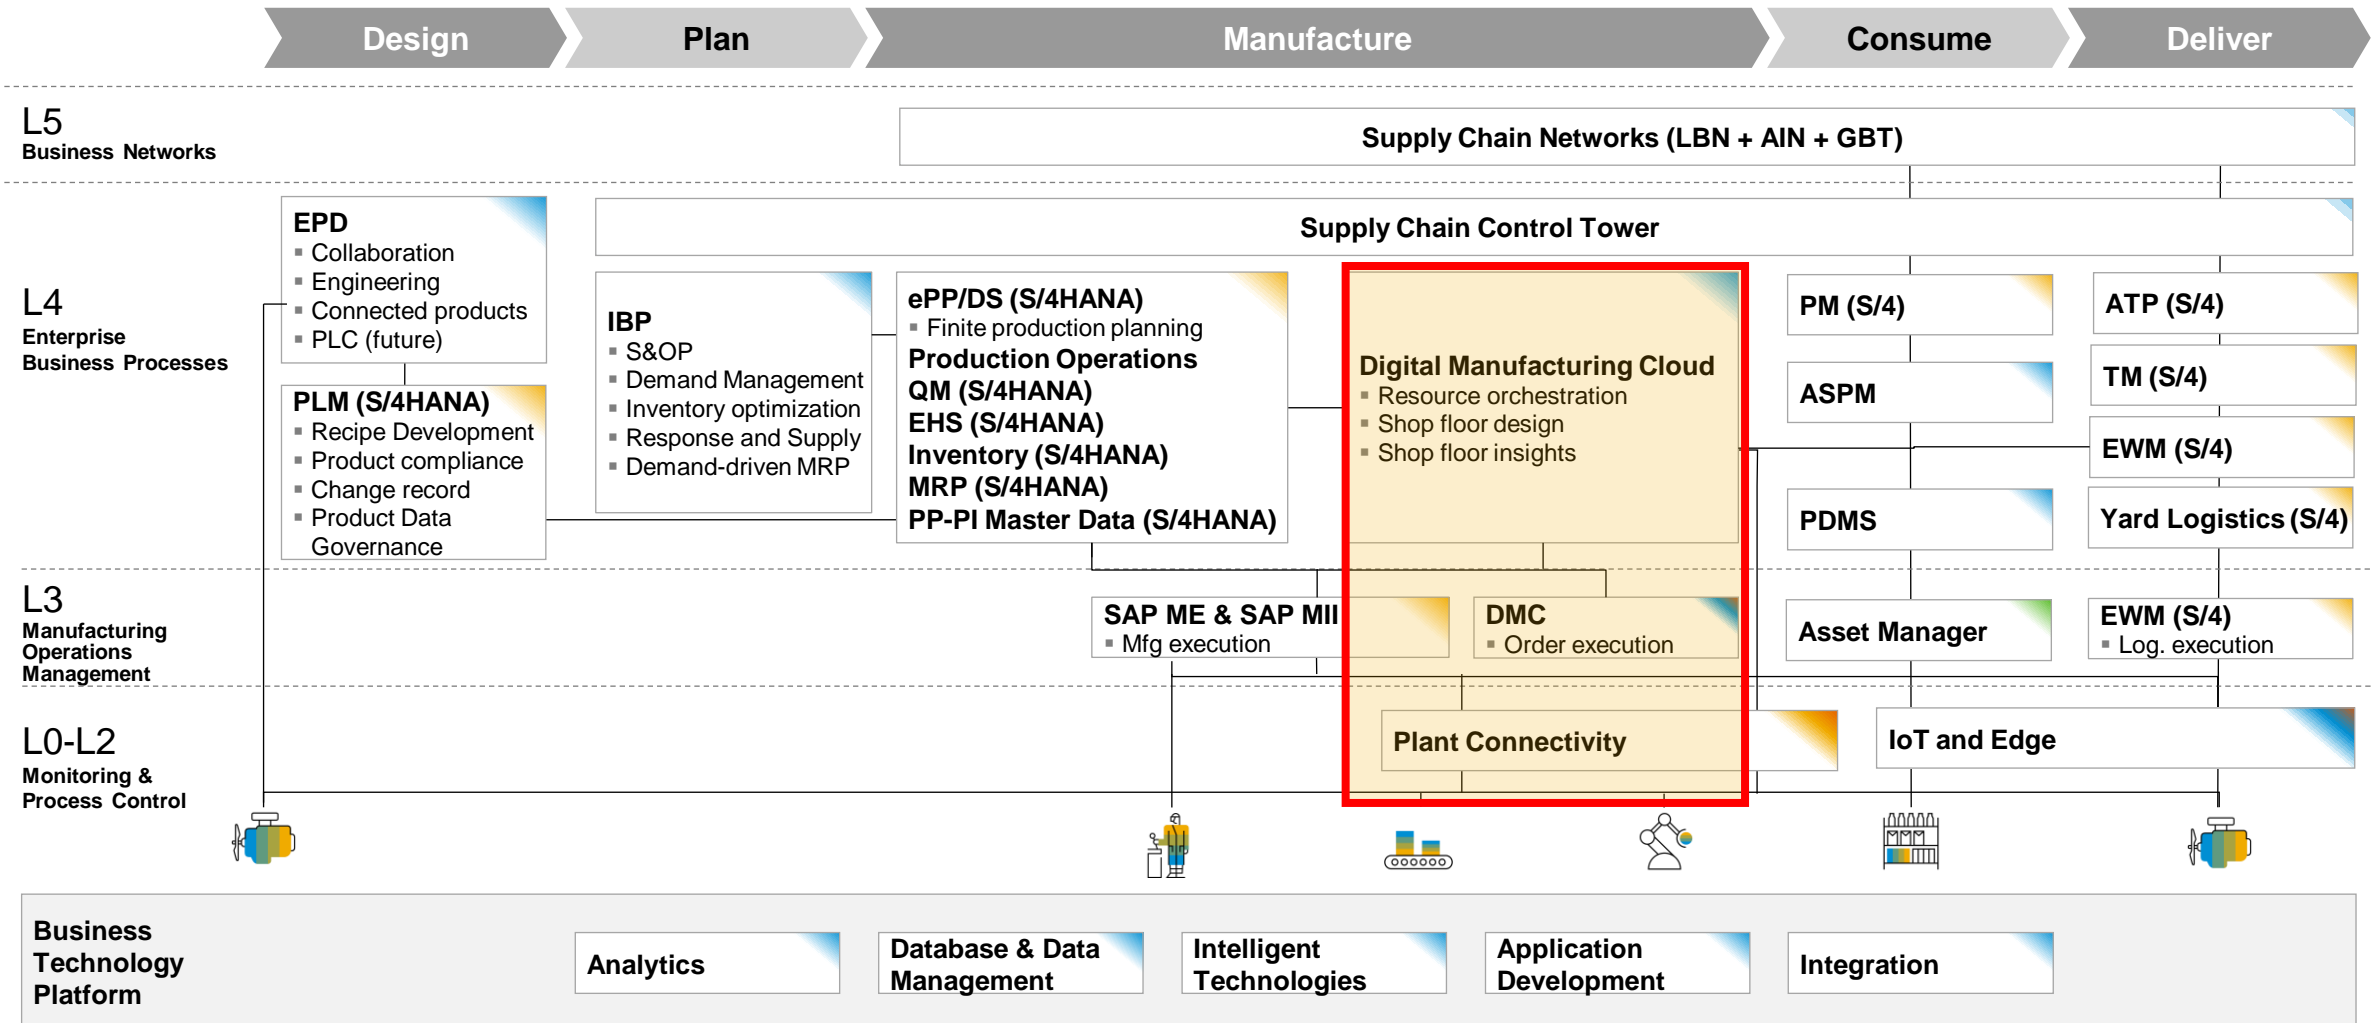 Design
Plan
Manufacture
Consume
Deliver
L5
Business Networks
Supply Chain Networks (LBN + AIN + GBT)
L4
Enterprise
Business Processes
EPD
▪ Collaboration
▪ Engineering
▪ Connected products
▪ PLC (future)
PLM (S/4HANA)
▪ Recipe Development
▪ Product compliance
▪ Change record
▪ Product Data
Governance
Supply Chain Control Tower
IBP
▪ S&OP
▪ Demand Management
▪ Inventory optimization
▪ Response and Supply
▪ Demand-driven MRP
ePP/DS (S/4HANA)
▪ Finite production planning
Production Operations
QM (S/4HANA)
EHS (S/4HANA)
Inventory (S/4HANA)
MRP (S/4HANA)
PP-PI Master Data (S/4HANA)
Digital Manufacturing Cloud
▪ Resource orchestration
▪ Shop floor design
▪ Shop floor insights
PM (S/4)
ASPM
PDMS
ATP (S/4)
TM (S/4)
EWM (S/4)
Yard Logistics (S/4)
L3
Manufacturing
Operations
Management
SAP ME & SAP MII
▪ Mfg execution
DMC
▪ Order execution
Asset Manager
EWM (S/4)
▪ Log. execution
L0-L2
Monitoring &
Process Control
Plant Connectivity
IoT and Edge
Business
Technology
Platform
Analytics
Database & Data
Management
Intelligent
Technologies
Application
Development
Integration